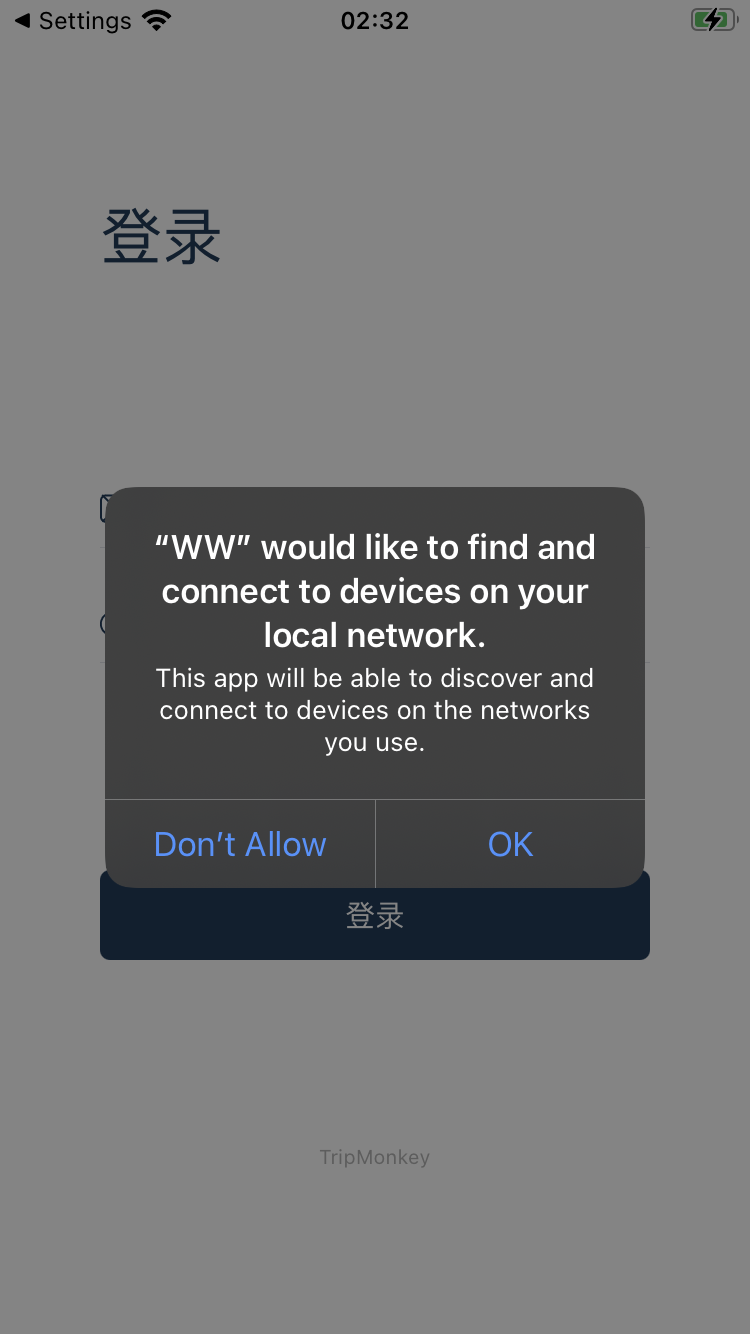 Settings
02:32
登录
“WW” would like to find and
connect to devices on your
local network.
This app will be able to discover and
connect to devices on the networks
you use.
Don’t Allow
OK
登录
TripMonkey